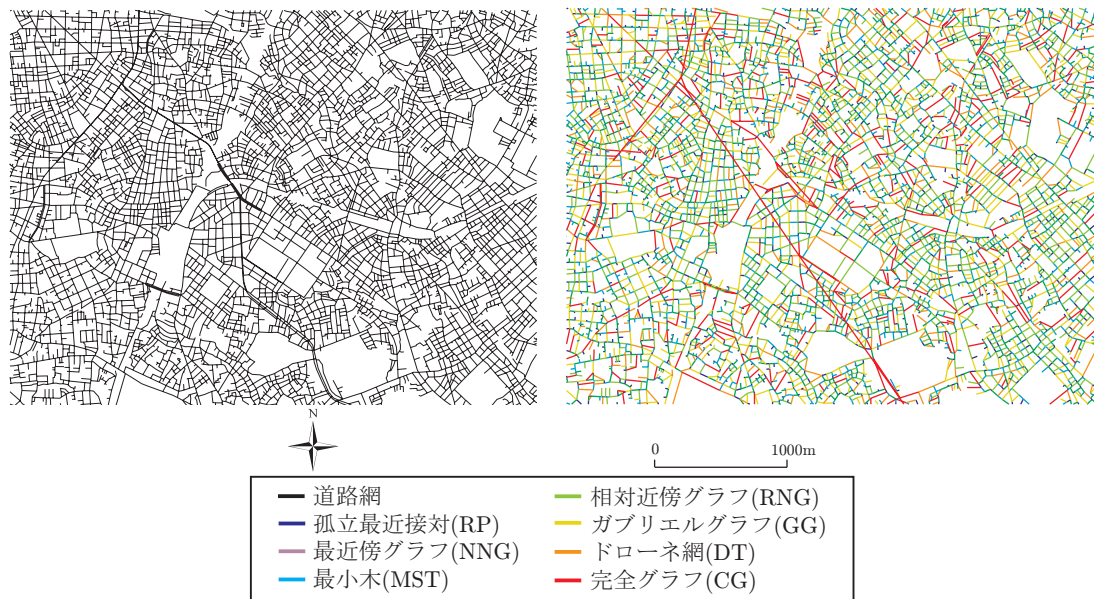 N
0 1000m
道路網
孤立最近接対(RP)
最近傍グラフ(NNG)
最小木(MST)
相対近傍グラフ(RNG)
ガブリエルグラフ(GG)
ドローネ網(DT)
完全グラフ(CG)